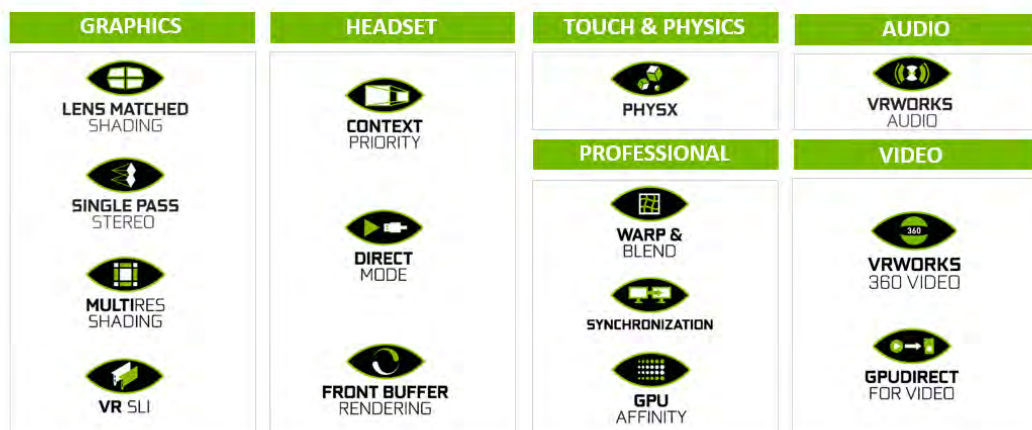 GRAPHICS
LENS MATCHED
SHADING
SINGLE PASS
STEREO
MULTIRES
SHADING
VR SLI
HEADSET
CONTEXT
PRIORITY
DIRECT
MODE
FRONT BUFFER
RENDERING
TOUCH & PHYSICS
PHYSX
PROFESSIONAL
WARP &
BLEND
SYNCHRONIZATION
GPU
AFFINITY
AUDIO
VRWORKS
AUDIO
VIDEO
360
VRWORKS
360 VIDEO
GPUDIRECT
FOR VIDEO